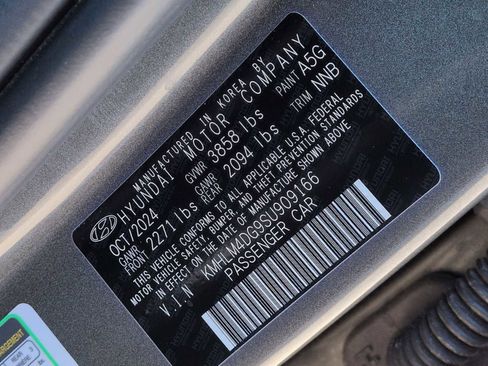 MANUFACTURED IN KOREA BY
HYUNDAI MOTOR COMPANY
OCT/2024 GVWR 3858 lbs PAINT A5G
GAWR FRONT 2271 lbs GAWR REAR 2094 lbs TRIM NNB
THIS VEHICLE CONFORMS TO ALL APPLICABLE U.S.A. FEDERAL
MOTOR VEHICLE SAFETY, BUMPER, AND THEFT PREVENTION STANDARDS
IN EFFECT ON THE DATE OF MANUFACTURE SHOWN ABOVE.
V.I.N KMHLM4DG9SU909166
PASSENGER CAR
REAR